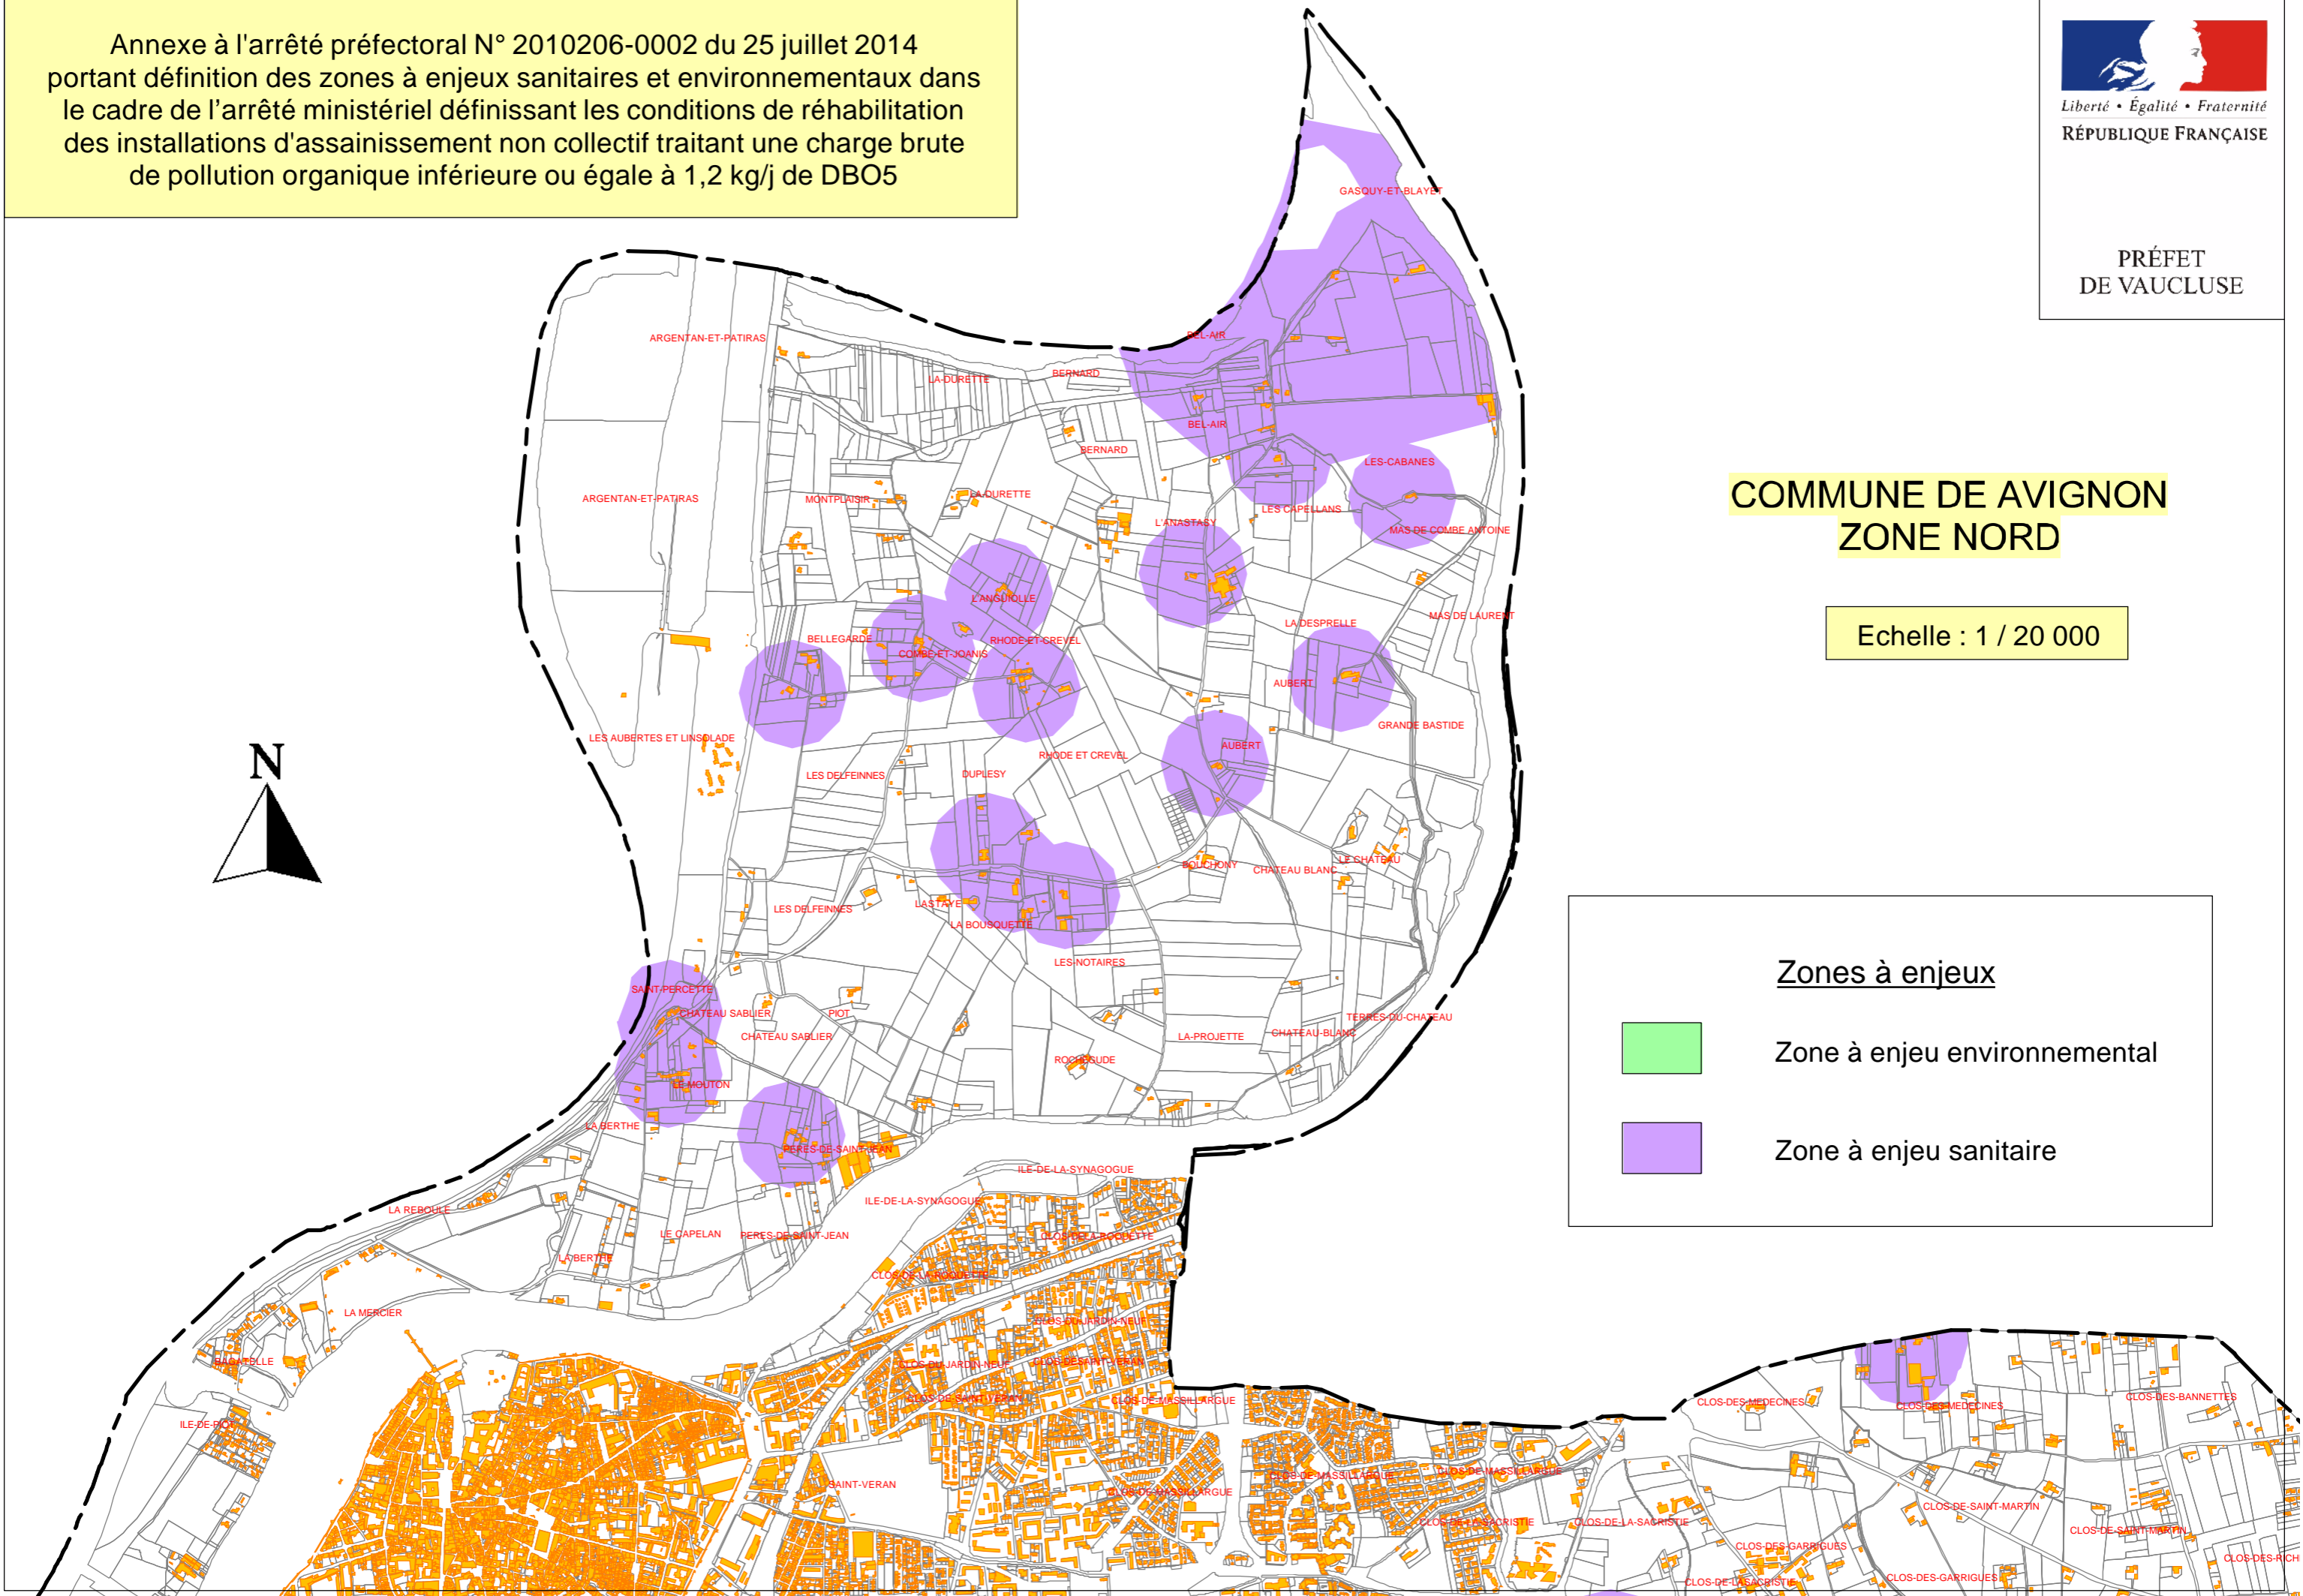 Annexe à l'arrêté préfectoral N° 2010206-0002 du 25 juillet 2014
portant définition des zones à enjeux sanitaires et environnementaux dans
le cadre de l'arrêté ministériel définissant les conditions de réhabilitation
des installations d'assainissement non collectif traitant une charge brute
de pollution organique inférieure ou égale à 1,2 kg/j de DBO5
Liberté • Égalité • Fraternité
RÉPUBLIQUE FRANÇAISE
PRÉFET
DE VAUCLUSE
COMMUNE DE AVIGNON
ZONE NORD
Echelle : 1 / 20 000
N
Zones à enjeux
Zone à enjeu environnemental
Zone à enjeu sanitaire
GASQUY-ET-BLAYET
ARGENTAN-ET-PATIRAS
BEL-AIR
LA-DURETTE
BERNARD
BEL-AIR
BERNARD
LES-CABANES
ARGENTAN-ET-PATIRAS
MONTPLAISIR
LA-DURETTE
LES CAPELLANS
L'ANASTASY
MAS DE COMBE ANTOINE
L'ANGUIOLLE
MAS DE LAURENT
LA DESPRELLE
BELLEGARDE
RHODE-ET-CREVEL
COMBE-ET-JOANIS
AUBERT
GRANDE BASTIDE
LES AUBERTES ET LINSOLADE
AUBERT
RHODE ET CREVEL
LES DELFEINNES
DUPLESY
BOUCHONY
LE CHATEAU
CHATEAU BLANC
LASTAYE
LES DELFEINNES
LA BOUSQUETTE
LES-NOTAIRES
SAINT-PERCETTE
CHATEAU SABLIER
PIOT
TERRES-DU-CHATEAU
CHATEAU SABLIER
LA-PROJETTE
CHATEAU-BLANC
ROCHEGUDE
LE MOUTON
LA BERTHE
PERES-DE-SAINT-JEAN
ILE-DE-LA-SYNAGOGUE
ILE-DE-LA-SYNAGOGUE
LA REBOULE
LE CAPELAN
PERES-DE-SAINT-JEAN
CLOS-DE-LA-ROQUETTE
LA BERTHE
CLOS-DE-LA-ROQUETTE
LA MERCIER
CLOS-DU-JARDIN-NEUF
BAGATELLE
CLOS-DU-JARDIN-NEUF
CLOS-DE-SAINT-VERAN
CLOS-DE-SAINT-VERAN
CLOS-DE-MASSILLARGUE
CLOS-DES-MEDECINES
CLOS-DES-MEDECINES
CLOS-DES-BANNETTES
ILE-DE-PIOT
CLOS-DE-MASSILLARGUE
CLOS-DE-MASSILLARGUE
SAINT-VERAN
CLOS-DE-MASSILLARGUE
CLOS-DE-SAINT-MARTIN
CLOS-DE-LA-SACRISTIE
CLOS-DE-LA-SACRISTIE
CLOS-DE-SAINT-MARTIN
CLOS-DES-GARRIGUES
CLOS-DES-RICH
CLOS-DES-GARRIGUES
CLOS-DE-LASACRISTIE